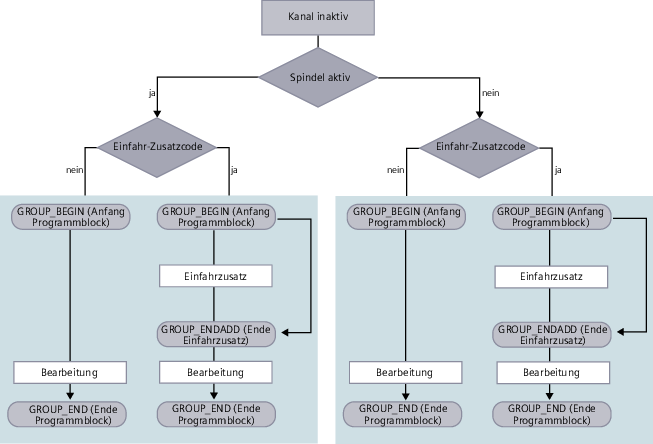 Kanal inaktiv
Spindel aktiv
ja
nein
Einfahr-Zusatzcode
Einfahr-Zusatzcode
nein
ja
nein
ja
GROUP_BEGIN (Anfang
Programmblock)
GROUP_BEGIN (Anfang
Programmblock)
GROUP_BEGIN (Anfang
Programmblock)
GROUP_BEGIN (Anfang
Programmblock)
Einfahrzusatz
Einfahrzusatz
GROUP_ENDADD (Ende
Einfahrzusatz)
GROUP_ENDADD (Ende
Einfahrzusatz)
Bearbeitung
Bearbeitung
Bearbeitung
Bearbeitung
GROUP_END (Ende
Programmblock)
GROUP_END (Ende
Programmblock)
GROUP_END (Ende
Programmblock)
GROUP_END (Ende
Programmblock)